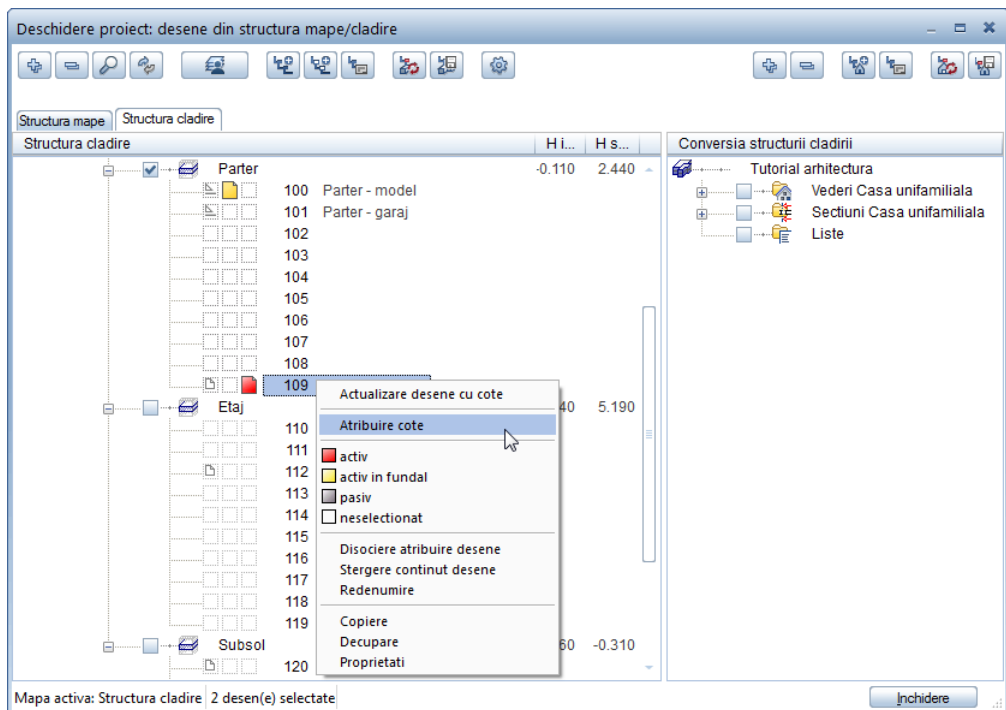 Deschidere proiect: desene din structura mape/cladire
Structura mape Structura cladire
Structura cladire H i... H s...
Conversia structurii cladirii
Parter -0.110 2.440
100 Parter - model
101 Parter - garaj
102
103
104
105
106
107
108
109
Etaj 40 5.190
110
111
112
113
114
115
116
117
118
119
Subsol 60 -0.310
120
Actualizare desene cu cote
Atribuire cote
activ
activ in fundal
pasiv
neselectionat
Disociere atribuire desene
Stergere continut desene
Redenumire
Copiere
Decupare
Proprietati
Tutorial arhitectura
Vederi Casa unifamiliala
Sectiuni Casa unifamiliala
Liste
Mapa activa: Structura cladire 2 desen(e) selectate
Inchidere